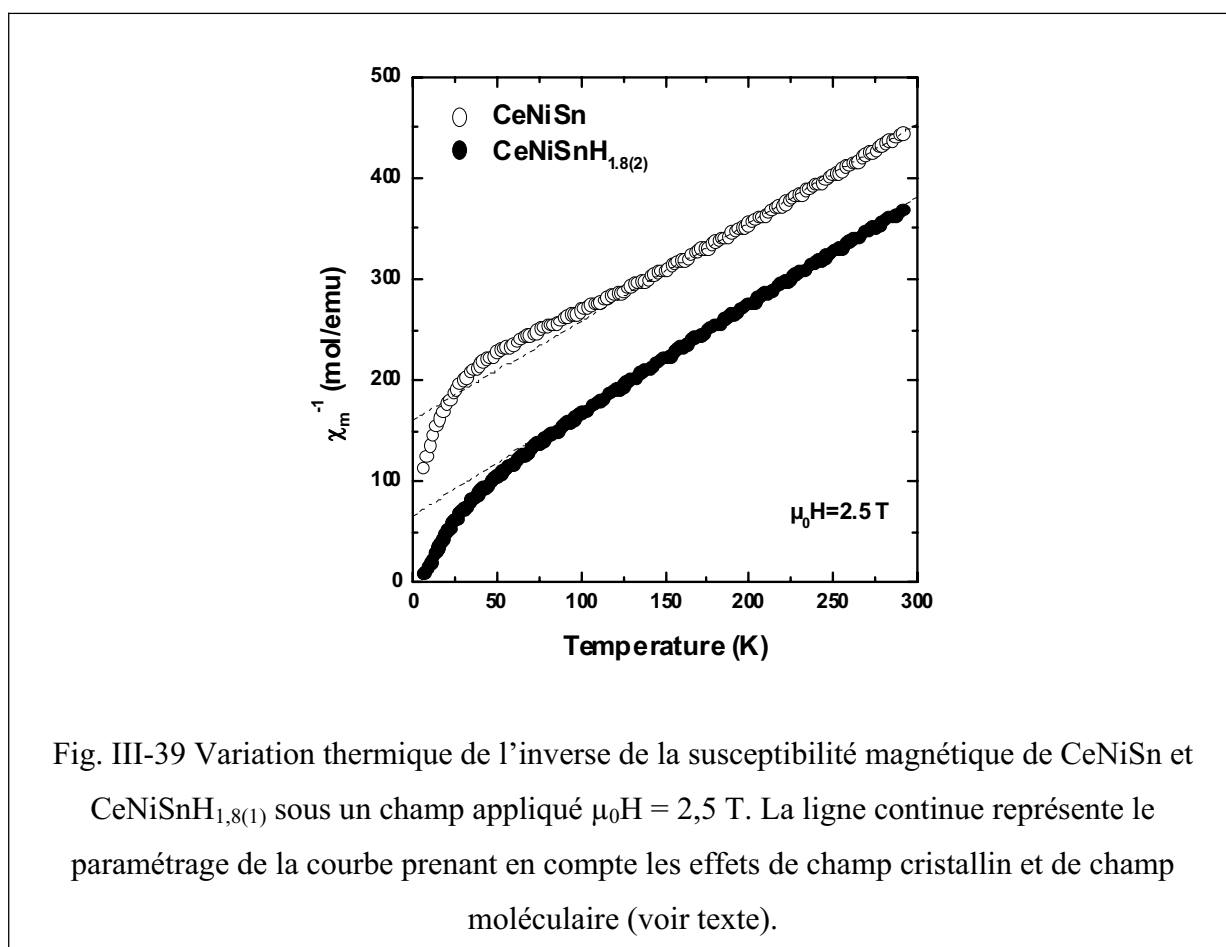 500
400
300
200
100
0
χm⁻¹ (mol/emu)
CeNiSn
CeNiSnH1.8(2)
µ0H=2.5 T
0 50 100 150 200 250 300
Temperature (K)
Fig. III-39 Variation thermique de l’inverse de la susceptibilité magnétique de CeNiSn et
CeNiSnH1,8(1) sous un champ appliqué µ0H = 2,5 T. La ligne continue représente le
paramétrage de la courbe prenant en compte les effets de champ cristallin et de champ
moléculaire (voir texte).